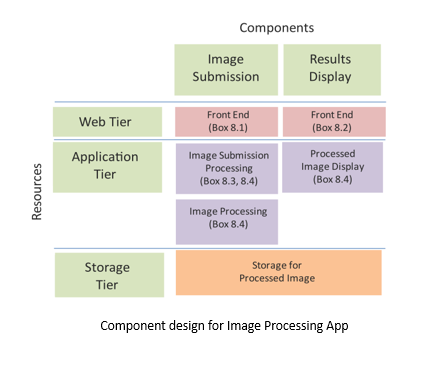 Components
Image
Submission
Results
Display
Resources
Web Tier
Front End
(Box 8.1)
Front End
(Box 8.2)
Application
Tier
Image Submission
Processing
(Box 8.3, 8.4)
Processed
Image Display
(Box 8.4)
Image Processing
(Box 8.4)
Storage
Tier
Storage for
Processed Image
Component design for Image Processing App